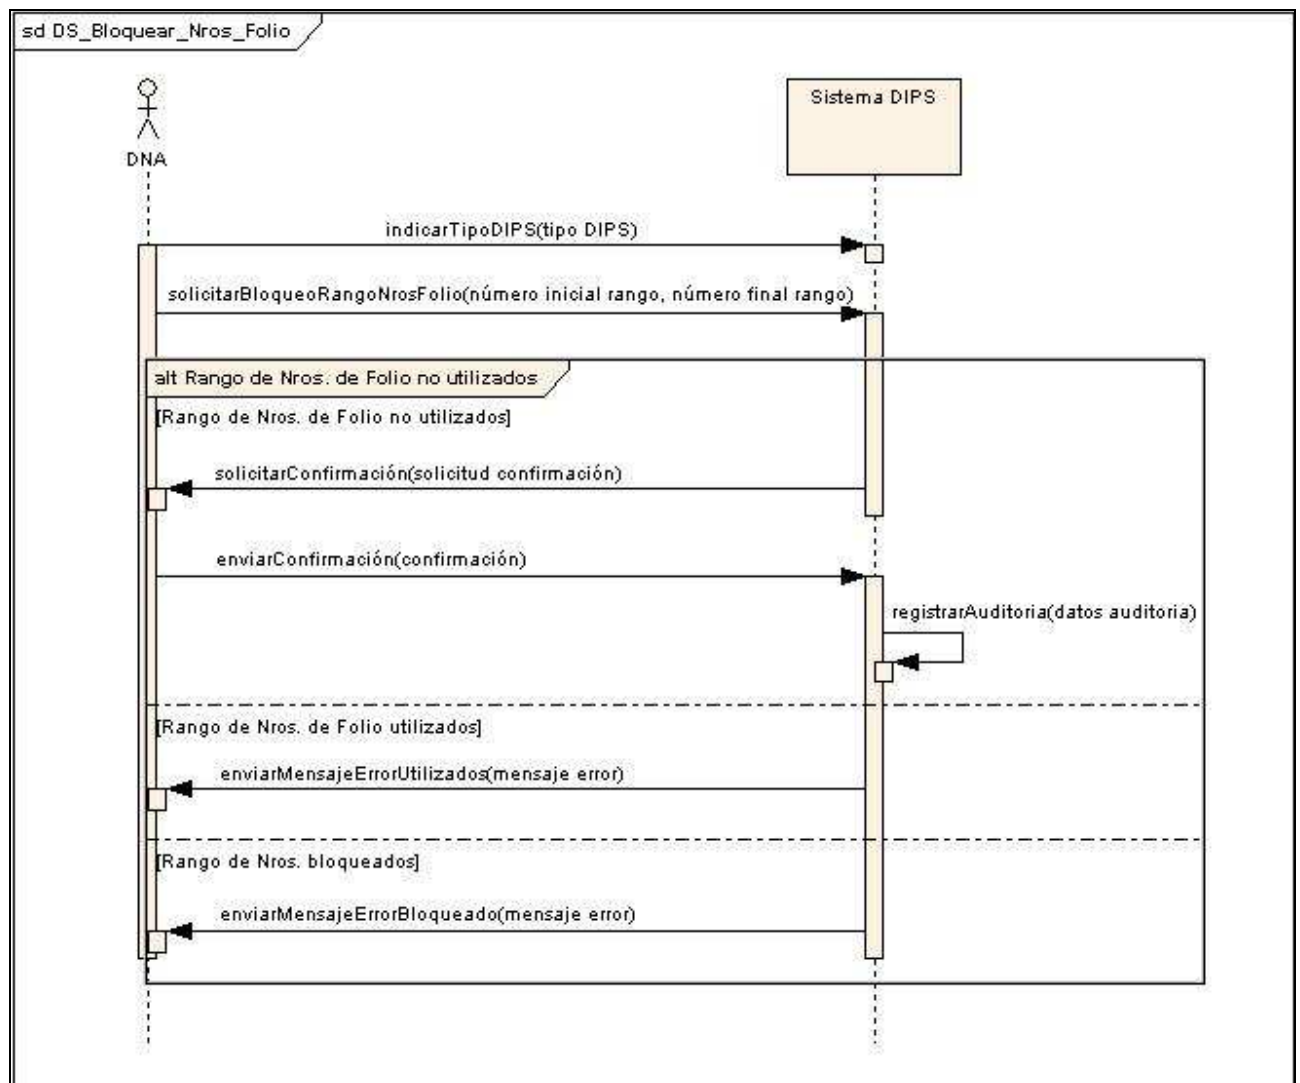 sd DS_Bloquear_Nros_Folio
Sistema DIPS
DNA
indicarTipoDIPS(tipo DIPS)
solicitarBloqueoRangoNrosFolio(número inicial rango, número final rango)
alt Rango de Nros. de Folio no utilizados
[Rango de Nros. de Folio no utilizados]
solicitarConfirmación(solicitud confirmación)
enviarConfirmación(confirmación)
registrarAuditoria(datos auditoria)
[Rango de Nros. de Folio utilizados]
enviarMensajeErrorUtilizados(mensaje error)
[Rango de Nros. bloqueados]
enviarMensajeErrorBloqueado(mensaje error)